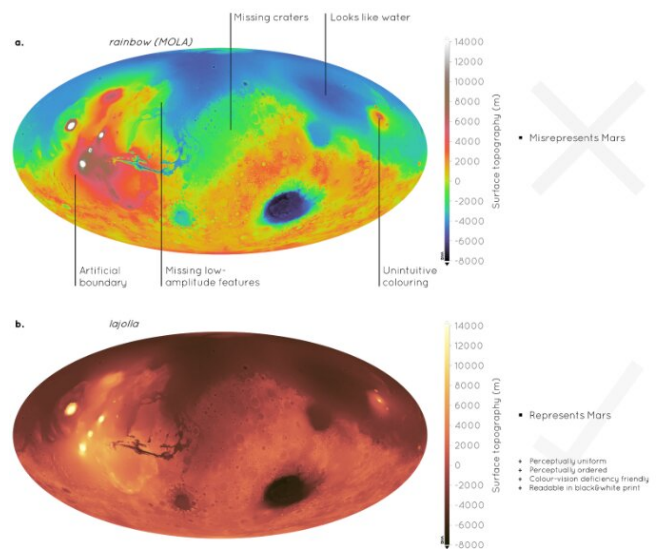 Missing craters
Looks like water
a.
rainbow (MOLA)
14000
12000
10000
8000
6000
4000
2000
0
-2000
-4000
-6000
-8000
Surface topography (m)
Misrepresents Mars
Artificial
boundary
Missing low-
amplitude features
Unintuitive
colouring
b.
lajolla
14000
12000
10000
8000
6000
4000
2000
0
-2000
-4000
-6000
-8000
Surface topography (m)
Represents Mars
+ Perceptually uniform
+ Perceptually ordered
+ Colour-vision deficiency friendly
+ Readable in black&white print